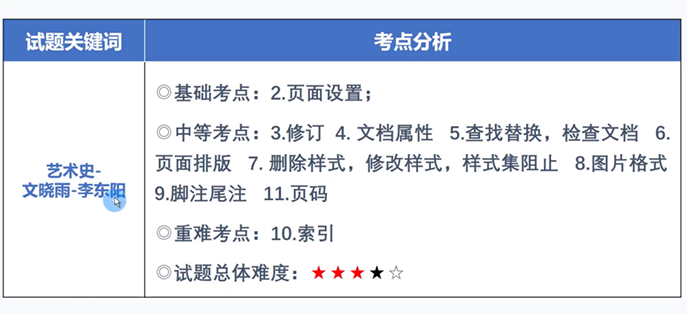 试题关键词
考点分析
艺术史-
文晓雨-李东阳
◎基础考点：2.页面设置；
◎中等考点：3.修订 4. 文档属性 5.查找替换，检查文档 6.
页面排版 7. 删除样式，修改样式，样式集阻止 8.图片格式
9.脚注尾注 11.页码
◎重难考点：10.索引
◎试题总体难度：★★★★☆